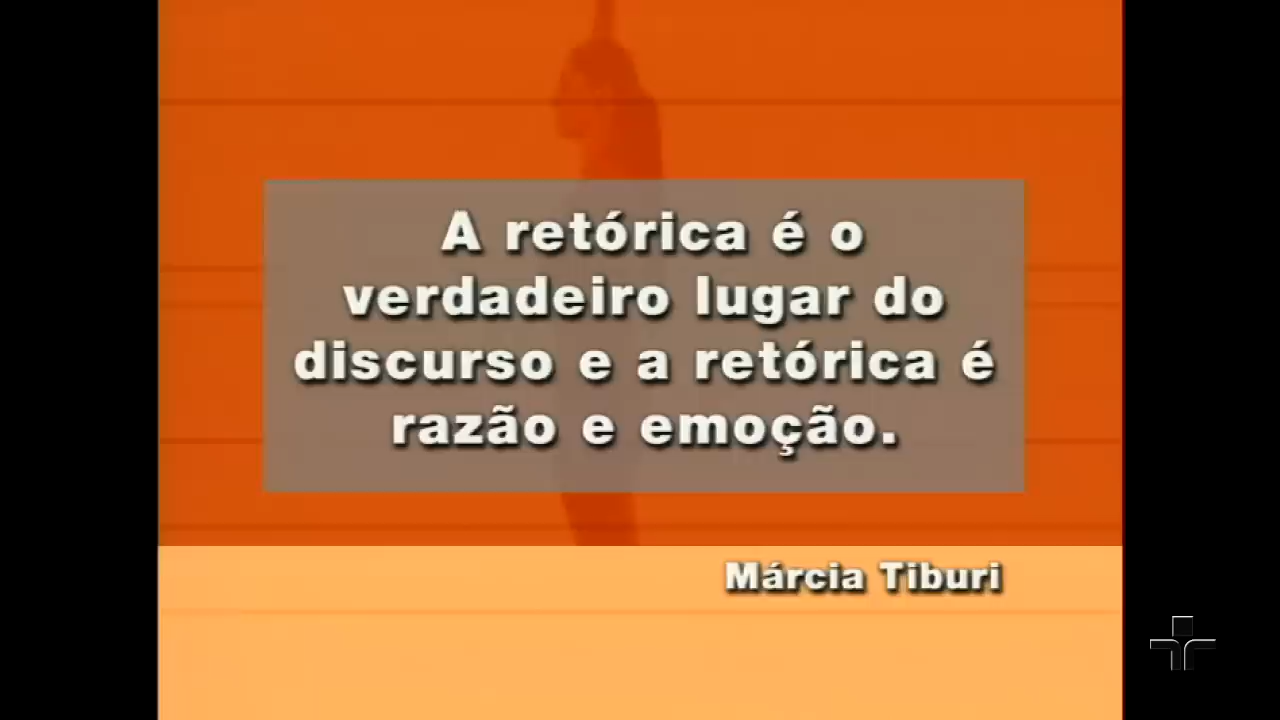 A retórica é o
verdadeiro lugar do
discurso e a retórica é
razão e emoção.
Márcia Tiburi